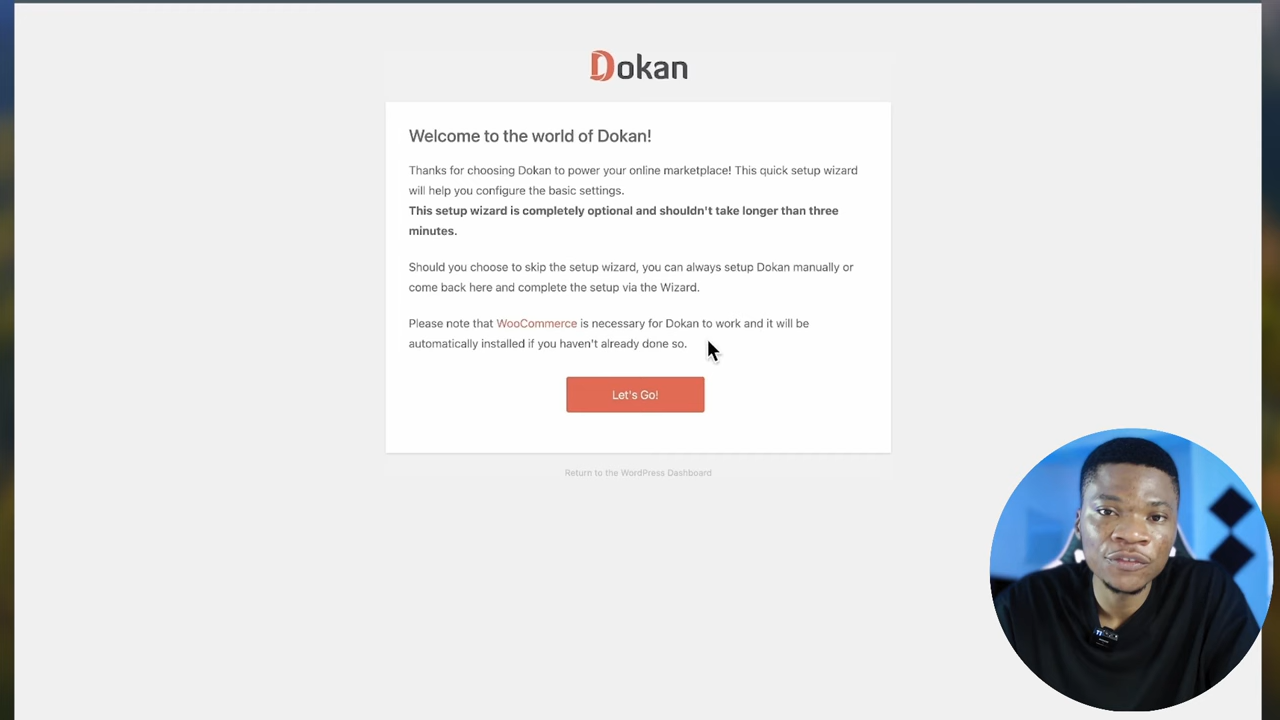 Dokan
Welcome to the world of Dokan!
Thanks for choosing Dokan to power your online marketplace! This quick setup wizard
will help you configure the basic settings.
This setup wizard is completely optional and shouldn't take longer than three
minutes.
Should you choose to skip the setup wizard, you can always setup Dokan manually or
come back here and complete the setup via the Wizard.
Please note that WooCommerce is necessary for Dokan to work and it will be
automatically installed if you haven't already done so.
Let's Go!
Return to the WordPress Dashboard